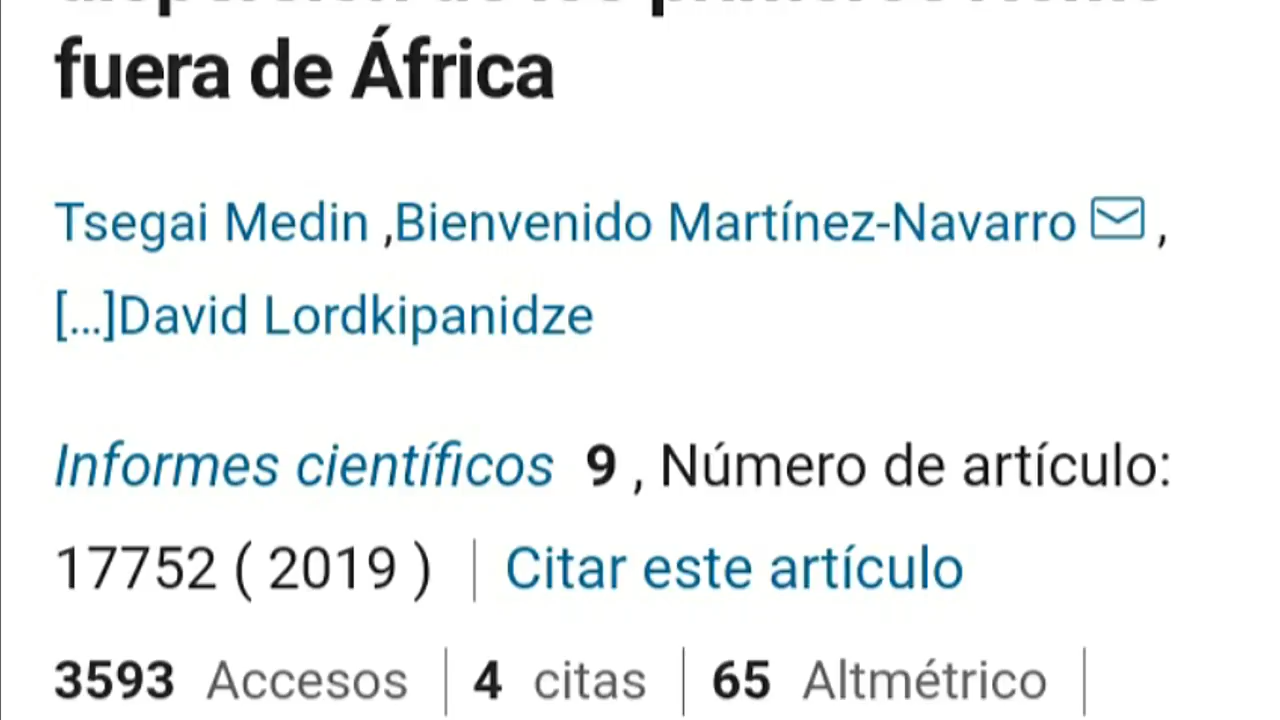 fuera de África
Tsegai Medin ,Bienvenido Martínez-Navarro ,
[...]David Lordkipanidze
Informes científicos 9 , Número de artículo:
17752 ( 2019 ) | Citar este artículo
3593 Accesos | 4 citas | 65 Altmétrico |